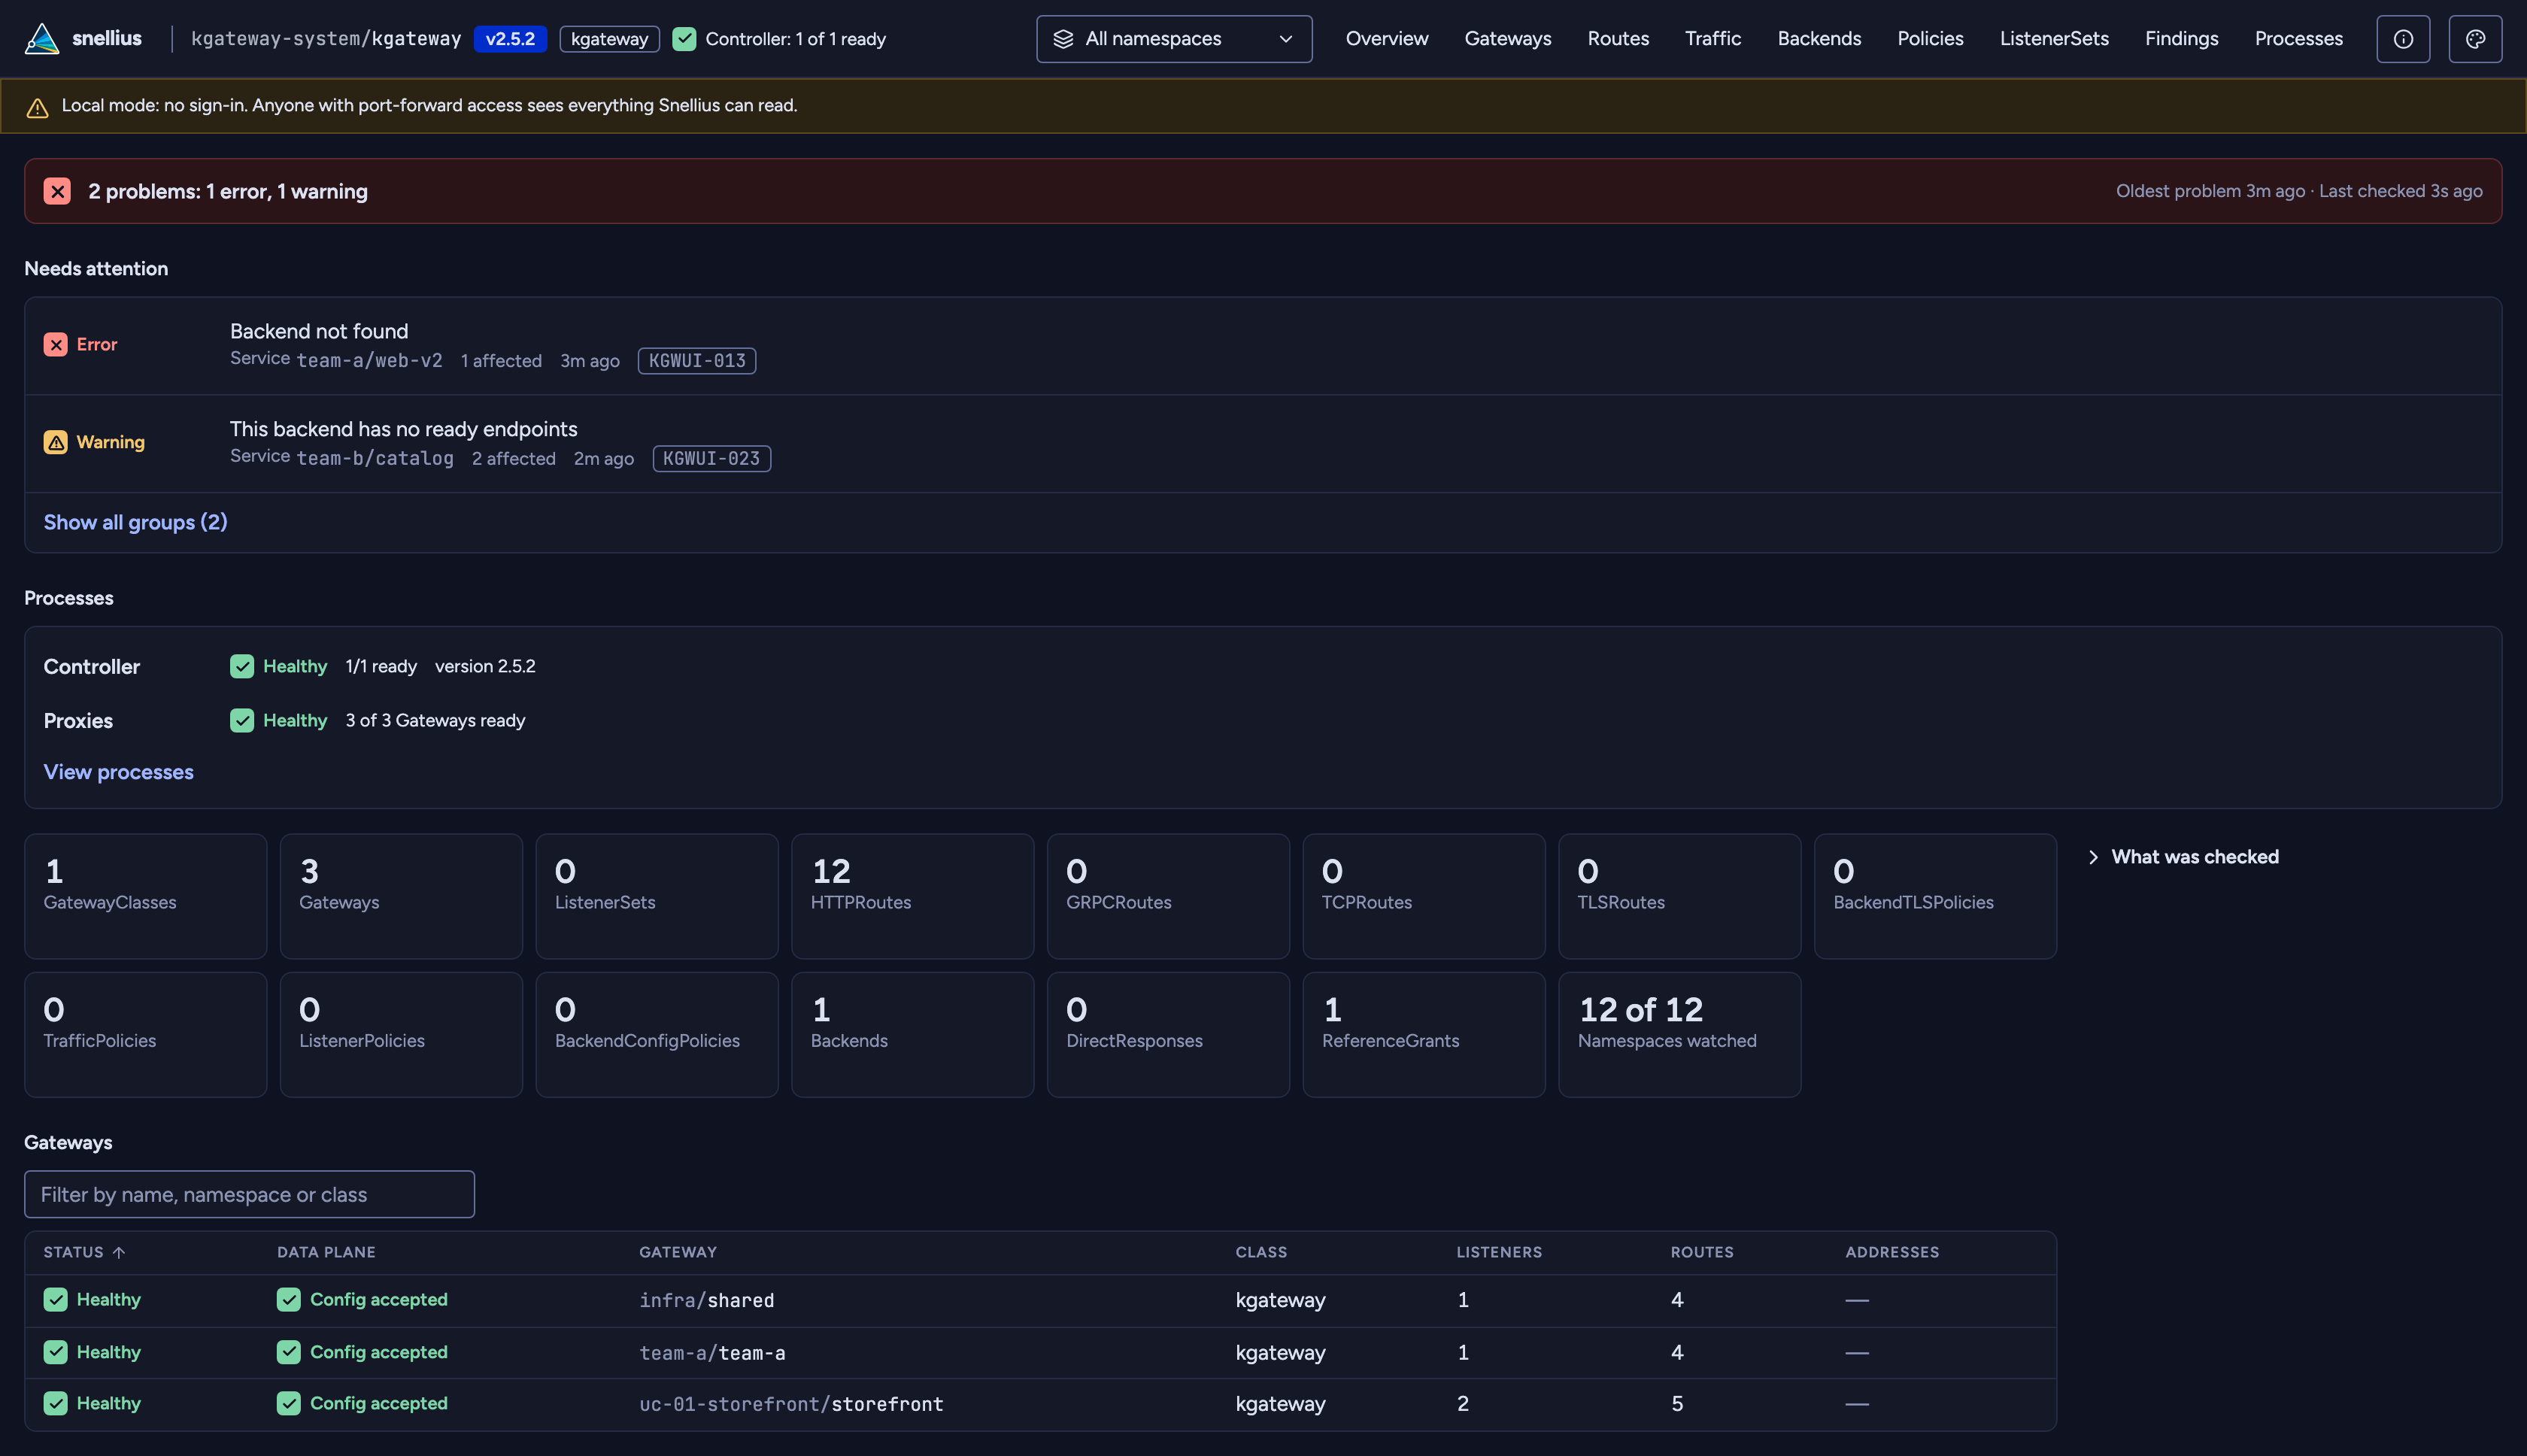 snellius kgateway-system/kgateway v2.5.2 kgateway Controller: 1 of 1 ready All namespaces Overview Gateways Routes Traffic Backends Policies ListenerSets Findings Processes
Local mode: no sign-in. Anyone with port-forward access sees everything Snellius can read.
2 problems: 1 error, 1 warning Oldest problem 3m ago · Last checked 3s ago
Needs attention
Error
Backend not found
Service team-a/web-v2 1 affected 3m ago KGWUI-013
Warning
This backend has no ready endpoints
Service team-b/catalog 2 affected 2m ago KGWUI-023
Show all groups (2)
Processes
Controller Healthy 1/1 ready version 2.5.2
Proxies Healthy 3 of 3 Gateways ready
View processes
1 3 0 12 0 0 0 0 What was checked
GatewayClasses Gateways ListenerSets HTTPRoutes GRPCRoutes TCPRoutes TLSRoutes BackendTLSPolicies
0 0 0 1 0 1 12 of 12
TrafficPolicies ListenerPolicies BackendConfigPolicies Backends DirectResponses ReferenceGrants Namespaces watched
Gateways
Filter by name, namespace or class
STATUS DATA PLANE GATEWAY CLASS LISTENERS ROUTES ADDRESSES
Healthy Config accepted infra/shared kgateway 1 4 —
Healthy Config accepted team-a/team-a kgateway 1 4 —
Healthy Config accepted uc-01-storefront/storefront kgateway 2 5 —